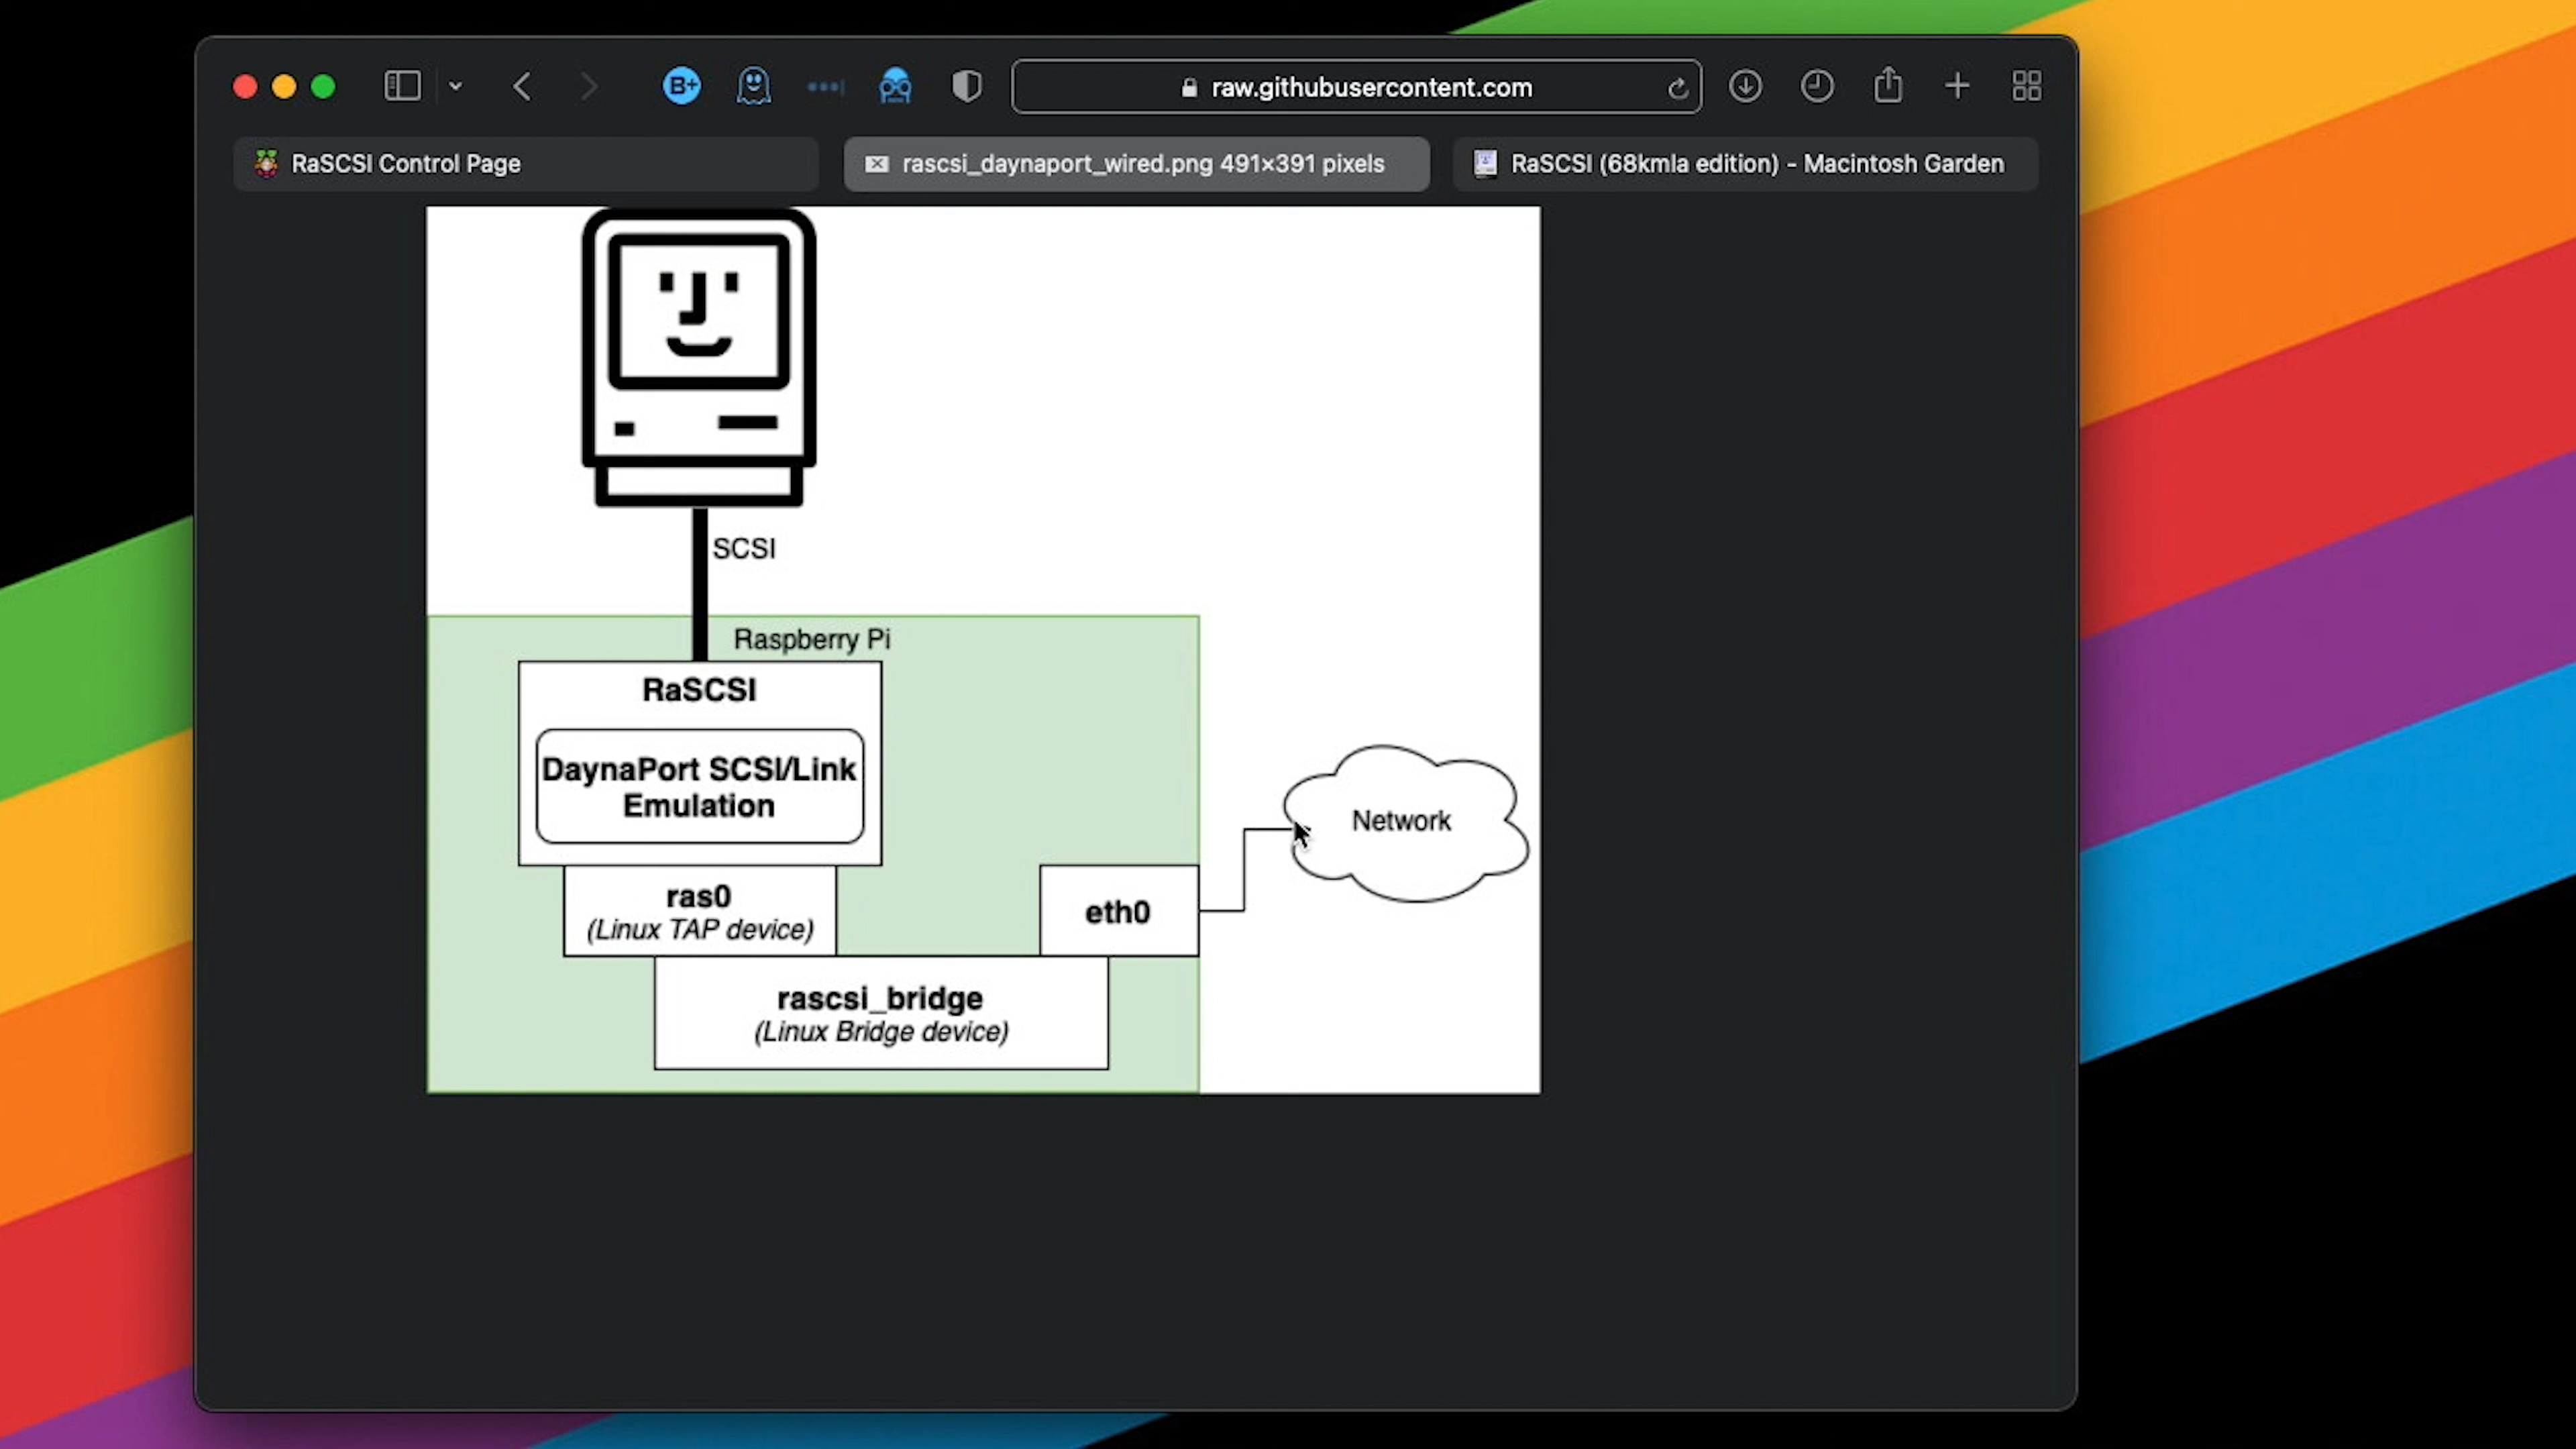 B+
raw.githubusercontent.com
RaSCSI Control Page
rascsi_daynaport_wired.png 491×391 pixels
RaSCSI (68kmla edition) - Macintosh Garden
SCSI
Raspberry Pi
RaSCSI
DaynaPort SCSI/Link
Emulation
ras0
(Linux TAP device)
eth0
Network
rascsi_bridge
(Linux Bridge device)